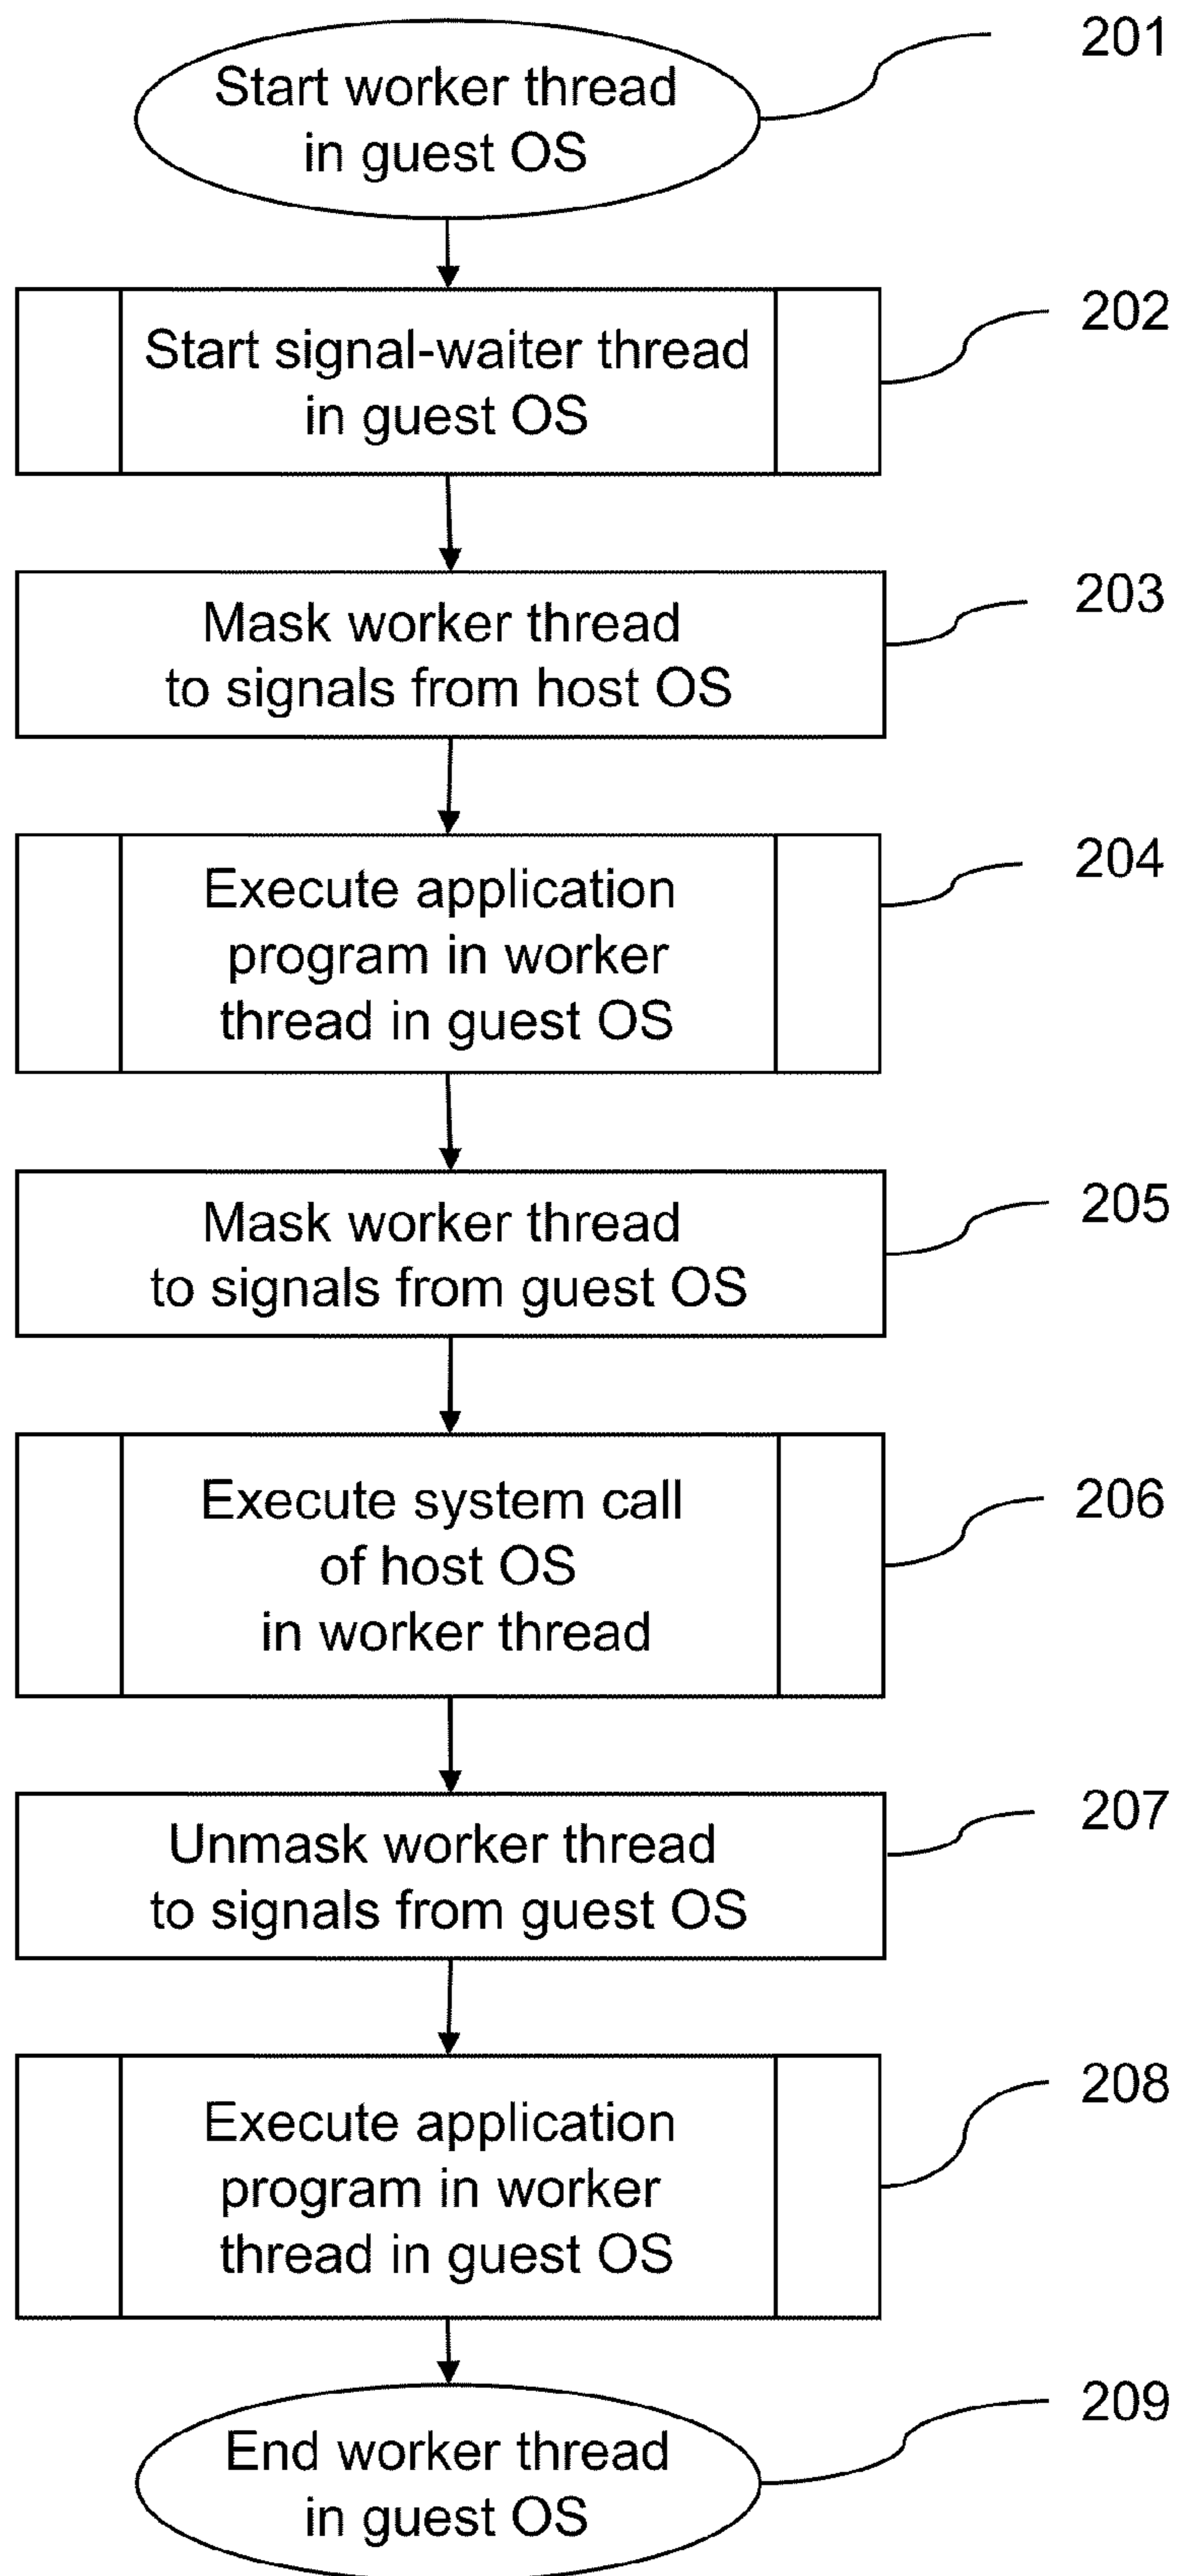 201
Start worker thread
in guest OS
202
Start signal-waiter thread
in guest OS
203
Mask worker thread
to signals from host OS
204
Execute application
program in worker
thread in guest OS
205
Mask worker thread
to signals from guest OS
206
Execute system call
of host OS
in worker thread
207
Unmask worker thread
to signals from guest OS
208
Execute application
program in worker
thread in guest OS
209
End worker thread
in guest OS